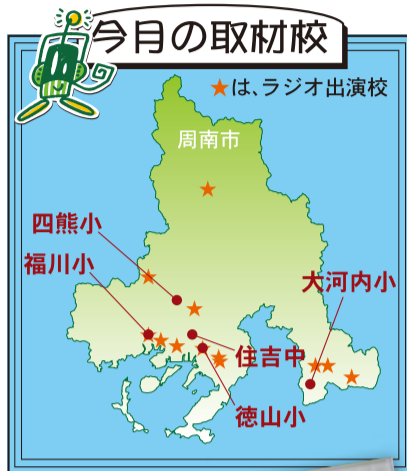 今月の取材校
★は、ラジオ出演校
周南市
四熊小
福川小
大河内小
住吉中
徳山小